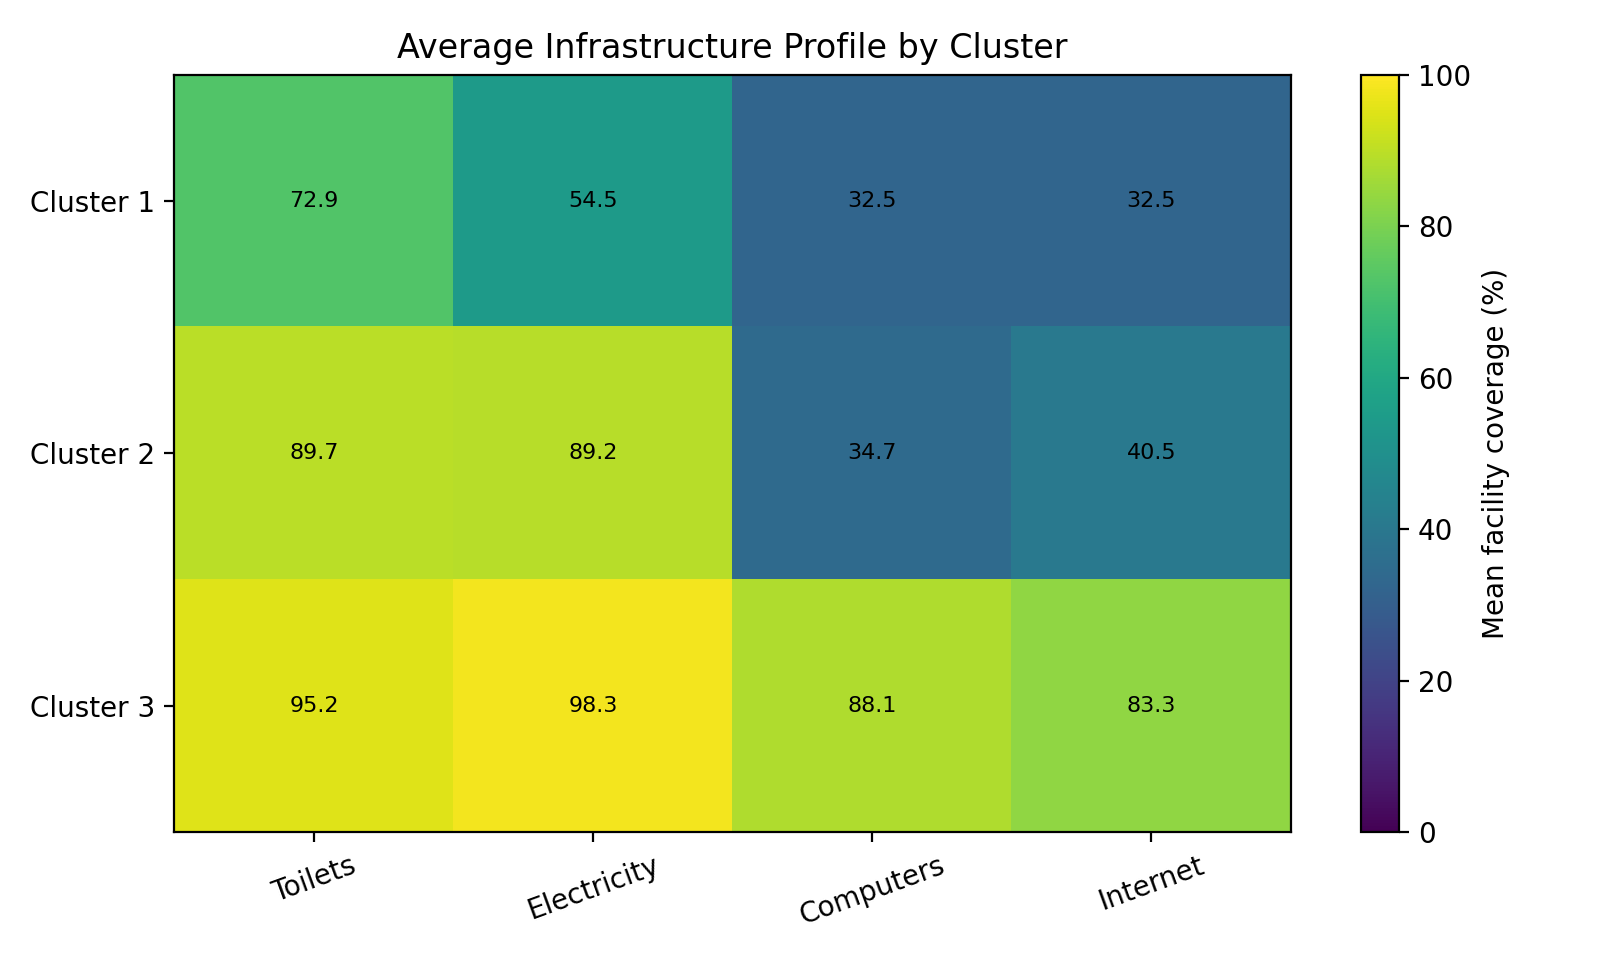 Average Infrastructure Profile by Cluster
Cluster 1
72.9 54.5 32.5 32.5
Cluster 2
89.7 89.2 34.7 40.5
Cluster 3
95.2 98.3 88.1 83.3
Toilets Electricity Computers Internet
100
80
60
40
20
0
Mean facility coverage (%)